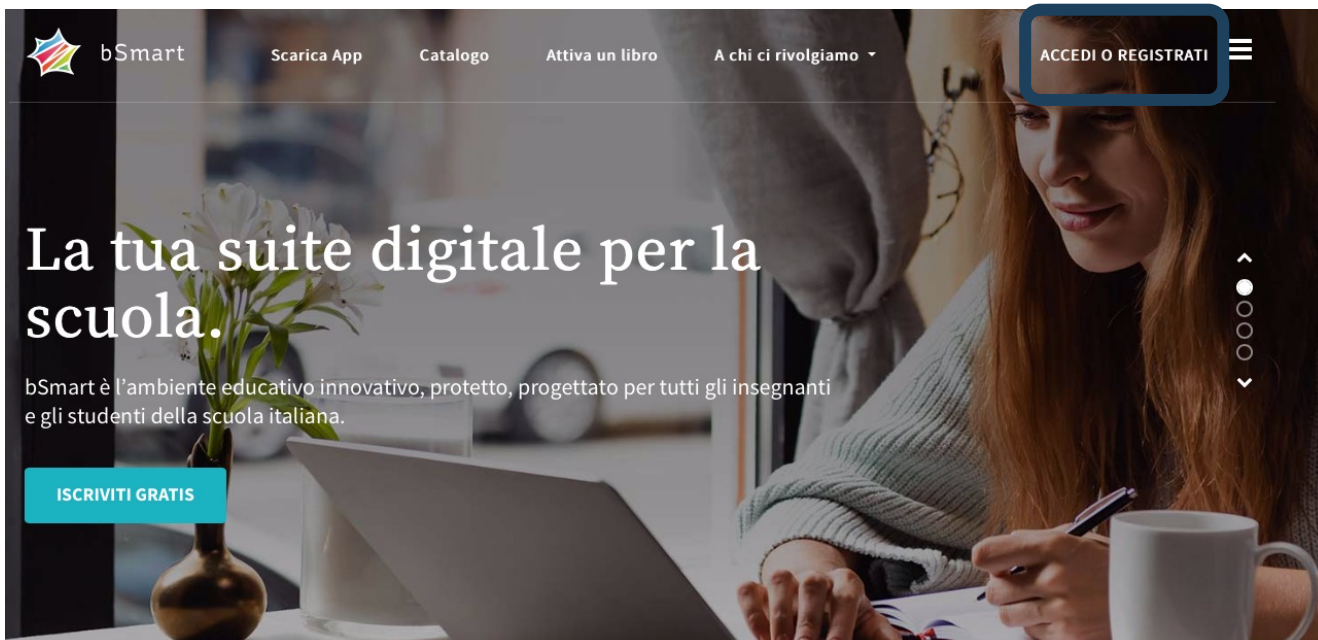 bSmart
Scarica App
Catalogo
Attiva un libro
A chi ci rivolgiamo
ACCEDI O REGISTRATI
La tua suite digitale per la
scuola.
bSmart è l’ambiente educativo innovativo, protetto, progettato per tutti gli insegnanti
e gli studenti della scuola italiana.
ISCRIVITI GRATIS